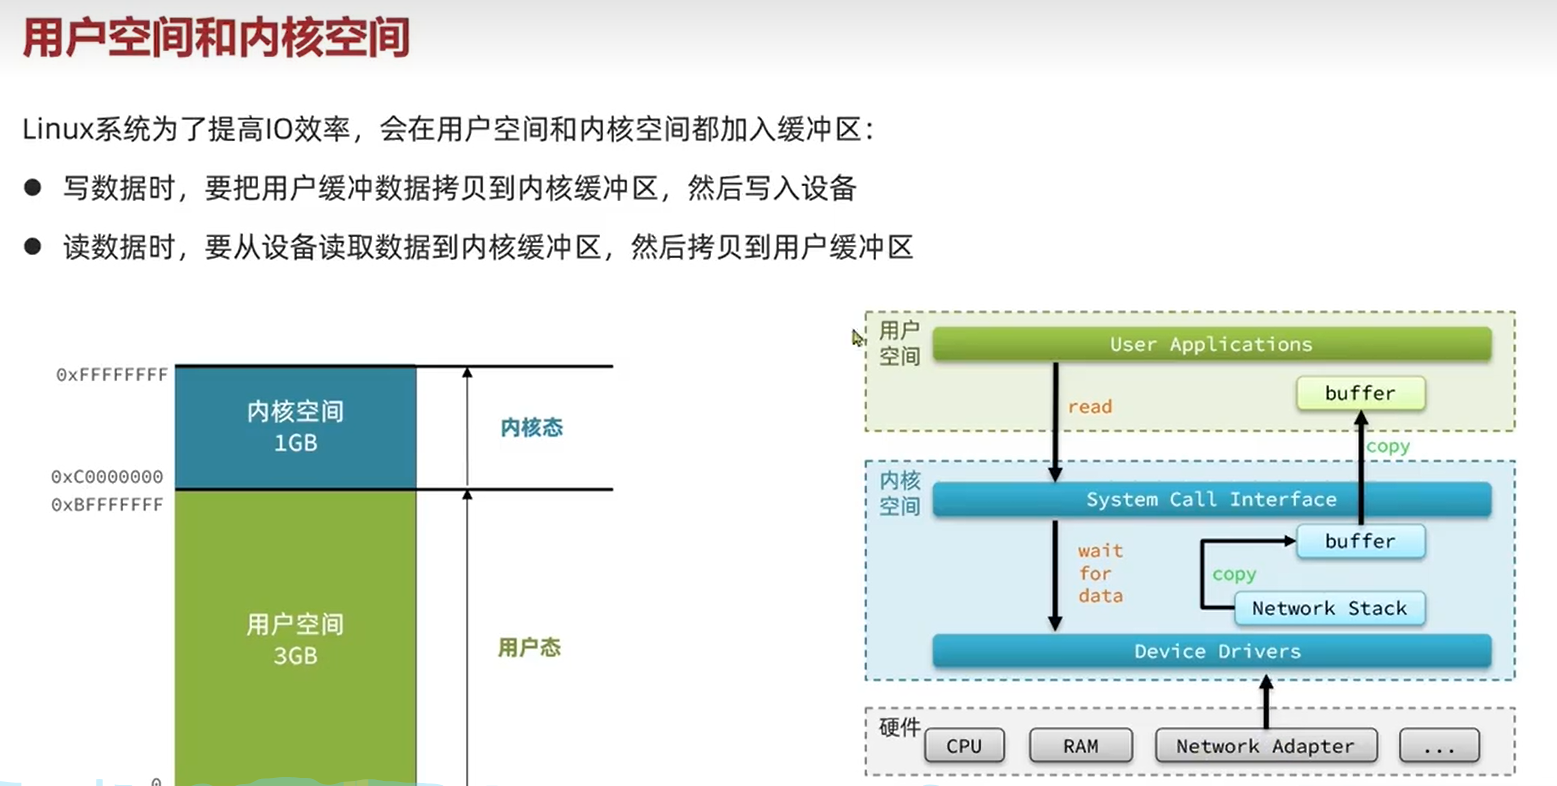 用户空间和内核空间
Linux系统为了提高IO效率，会在用户空间和内核空间都加入缓冲区：
● 写数据时，要把用户缓冲数据拷贝到内核缓冲区，然后写入设备
● 读数据时，要从设备读取数据到内核缓冲区，然后拷贝到用户缓冲区
0xFFFFFFFF
内核空间
1GB
内核态
0xC0000000
0xBFFFFFFF
用户空间
3GB
用户态
0
用户
空间
User Applications
buffer
read
copy
内核
空间
System Call Interface
buffer
wait
for
data
copy
Network Stack
Device Drivers
硬件
CPU
RAM
Network Adapter
...